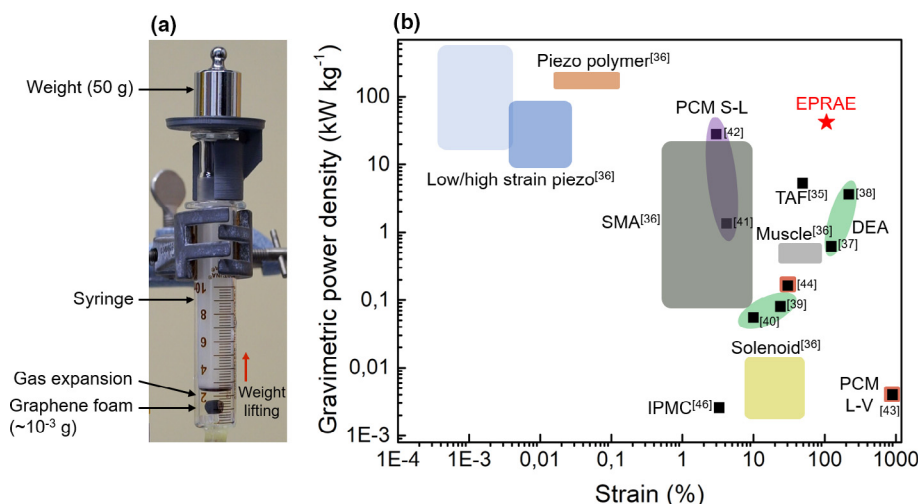 (a)
Weight (50 g)
Syringe
Gas expansion
Graphene foam
(~10⁻³ g)
Weight
lifting
10
8
6
4
2
(b)
Gravimetric power density (kW kg⁻¹)
100
10
1
0,1
0,01
1E-3
1E-4
1E-3
0,01
0,1
1
10
100
1000
Strain (%)
Piezo polymer[36]
Low/high strain piezo[36]
PCM S-L
[42]
SMA[36]
[41]
EPRAE
TAF[35]
[38]
DEA
Muscle[36]
[37]
[44]
[39]
[40]
Solenoid[36]
IPMC[46]
PCM
L-V
[43]